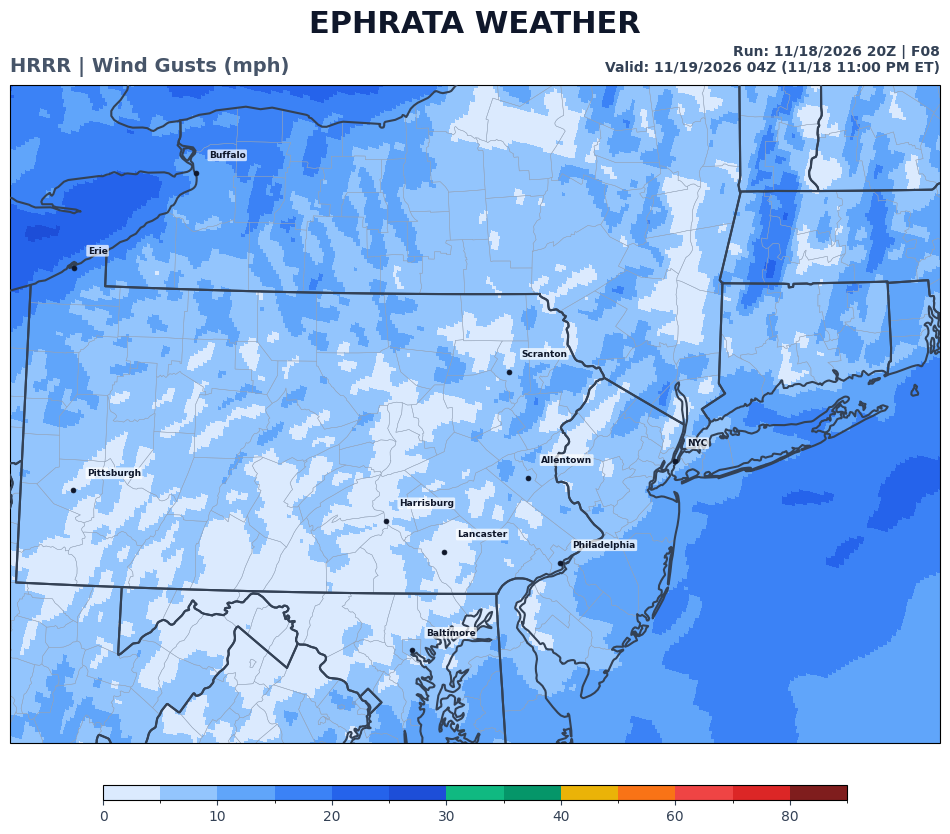 EPHRATA WEATHER
HRRR | Wind Gusts (mph)
Run: 11/18/2026 20Z | F08
Valid: 11/19/2026 04Z (11/18 11:00 PM ET)
Buffalo
Erie
Scranton
NYC
Allentown
Pittsburgh
Harrisburg
Lancaster
Philadelphia
Baltimore
0 10 20 30 40 50 60 70 80